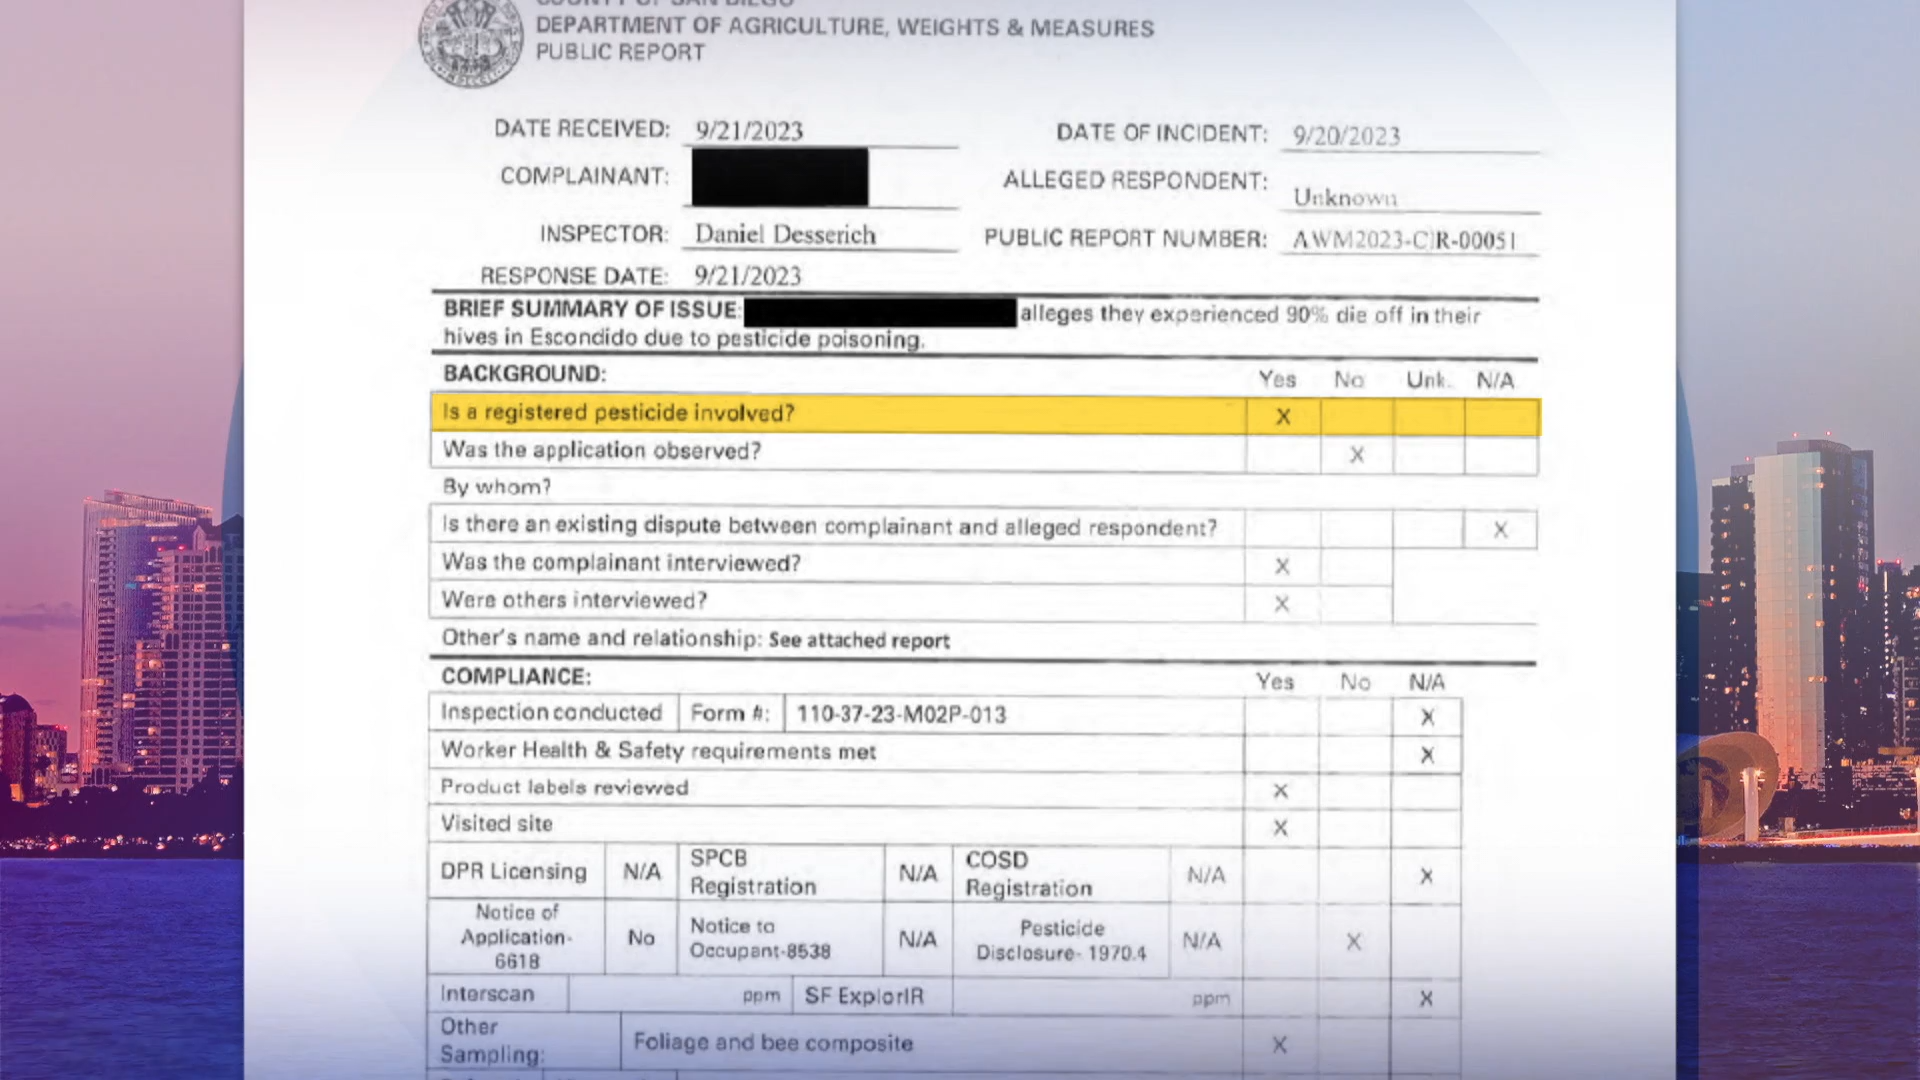 COUNTY OF SAN DIEGO
DEPARTMENT OF AGRICULTURE, WEIGHTS & MEASURES
PUBLIC REPORT
DATE RECEIVED: 9/21/2023 DATE OF INCIDENT: 9/20/2023
COMPLAINANT: ALLEGED RESPONDENT: Unknown
INSPECTOR: Daniel Desserich PUBLIC REPORT NUMBER: AWM2023-CIR-00051
RESPONSE DATE: 9/21/2023
BRIEF SUMMARY OF ISSUE: alleges they experienced 90% die off in their
hives in Escondido due to pesticide poisoning.
BACKGROUND: Yes No Unk. N/A
Is a registered pesticide involved? X
Was the application observed? X
By whom?
Is there an existing dispute between complainant and alleged respondent? X
Was the complainant interviewed? X
Were others interviewed? X
Other's name and relationship: See attached report
COMPLIANCE: Yes No N/A
Inspection conducted Form #: 110-37-23-M02P-013 X
Worker Health & Safety requirements met X
Product labels reviewed X
Visited site X
DPR Licensing N/A SPCB Registration N/A COSD Registration N/A X
Notice of Application-6618 No Notice to Occupant-8538 N/A Pesticide Disclosure- 1970.4 N/A X
Interscan ppm SF ExplorIR ppm X
Other Sampling: Foliage and bee composite X